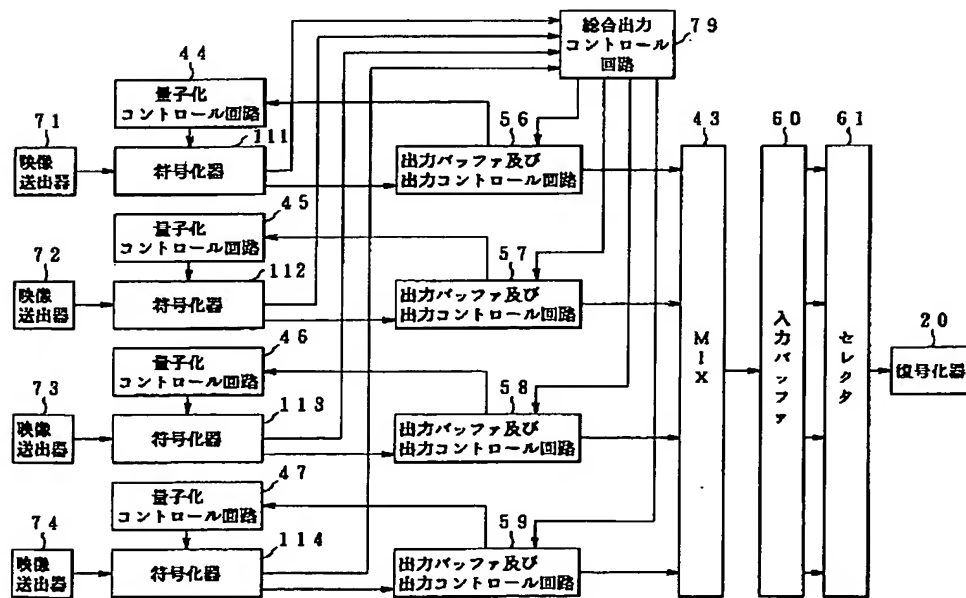 総合出力
コントロール
回路
79
44
量子化
コントロール回路
71
映像
送出器
111
符号化器
56
出力バッファ及び
出力コントロール回路
43
MIX
60
入力バッファ
61
セレクタ
20
復号化器
45
量子化
コントロール回路
72
映像
送出器
112
符号化器
57
出力バッファ及び
出力コントロール回路
46
量子化
コントロール回路
73
映像
送出器
113
符号化器
58
出力バッファ及び
出力コントロール回路
47
量子化
コントロール回路
74
映像
送出器
114
符号化器
59
出力バッファ及び
出力コントロール回路